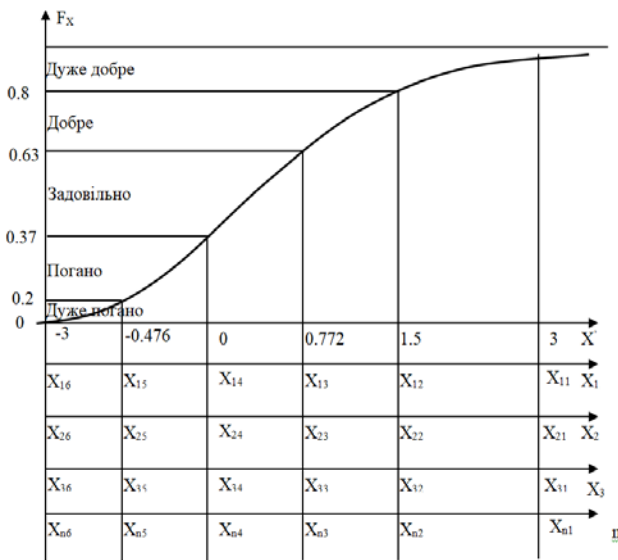 Fx
Дуже добре
0.8
Добре
0.63
Задовільно
0.37
Погано
0.2
Дуже погано
0
-3 -0.476 0 0.772 1.5 3 X'
X₁₆ X₁₅ X₁₄ X₁₃ X₁₂ X₁₁ X₁
X₂₆ X₂₅ X₂₄ X₂₃ X₂₂ X₂₁ X₂
X₃₆ X₃₅ X₃₄ X₃₃ X₃₂ X₃₁ X₃
Xn6 Xn5 Xn4 Xn3 Xn2 Xn1